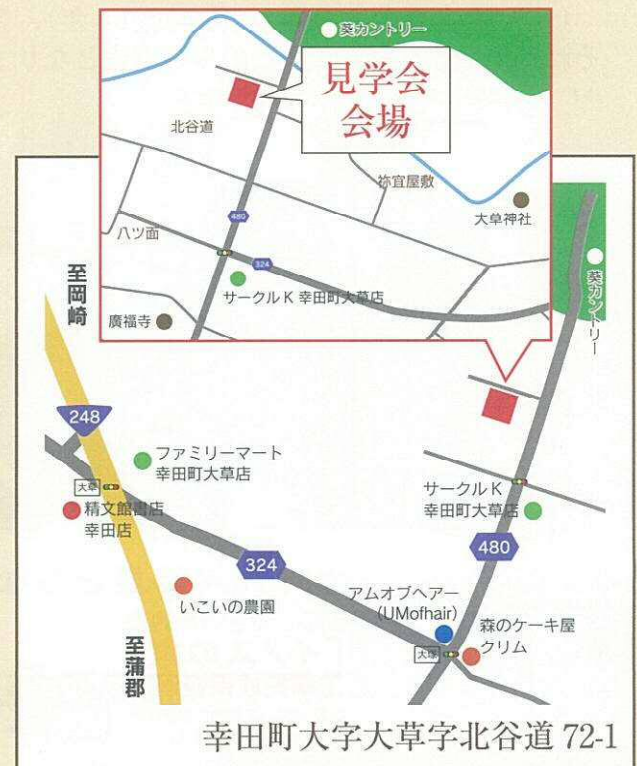 葵カントリー
見学会
会場
北谷道
祢宜屋敷
大草神社
480
八ツ面
324
サークルK 幸田町大草店
廣福寺
至岡崎
葵カントリー
248
ファミリーマート
幸田町大草店
大草
精文館書店
幸田店
サークルK
幸田町大草店
480
324
いこいの農園
アムオブヘアー
(UMofhair)
森のケーキ屋
クリム
大塚
至蒲郡
幸田町大字大草字北谷道 72-1